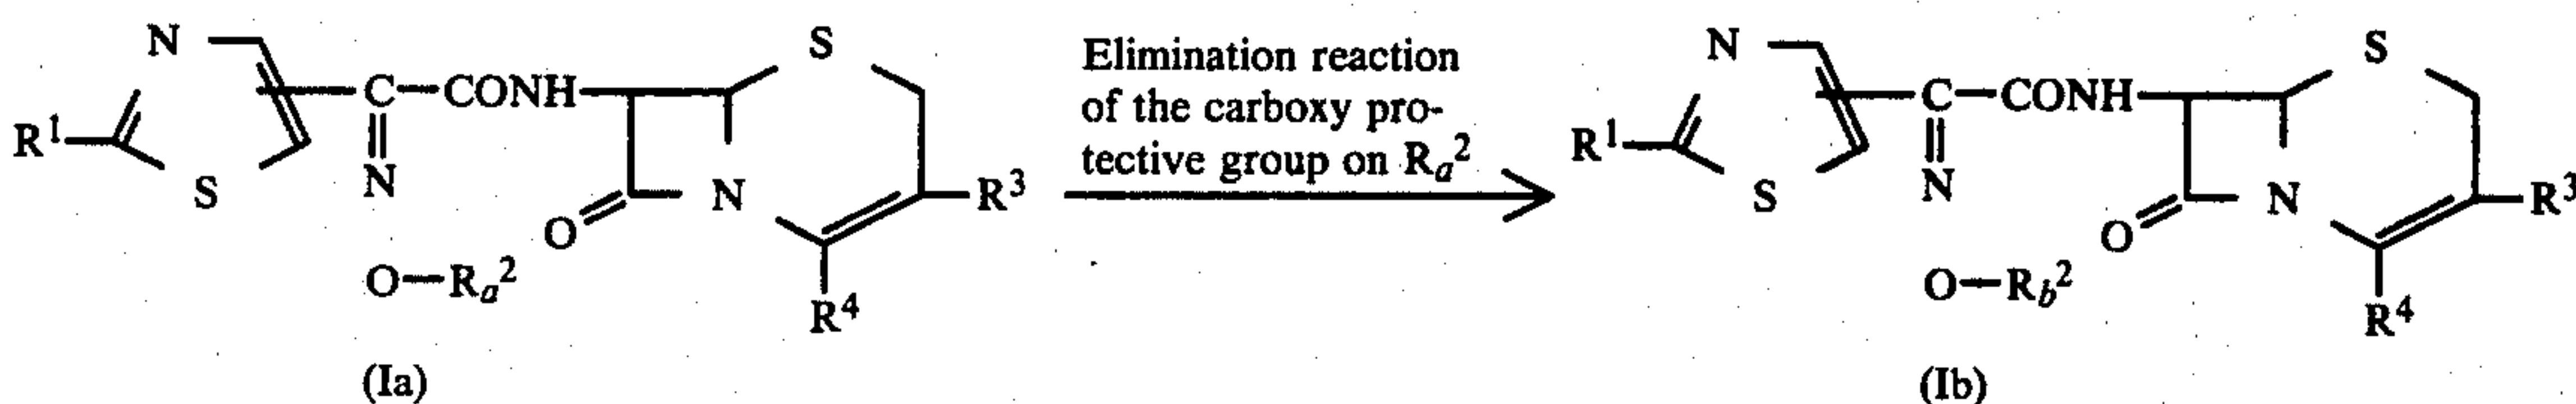 N
S
C—CONH
R¹
N
S
O
N
R³
O—Rₐ²
R⁴
(Ia)
Elimination reaction
of the carboxy pro-
tective group on Rₐ²
N
S
C—CONH
R¹
N
S
O
N
R³
O—R_b²
R⁴
(Ib)